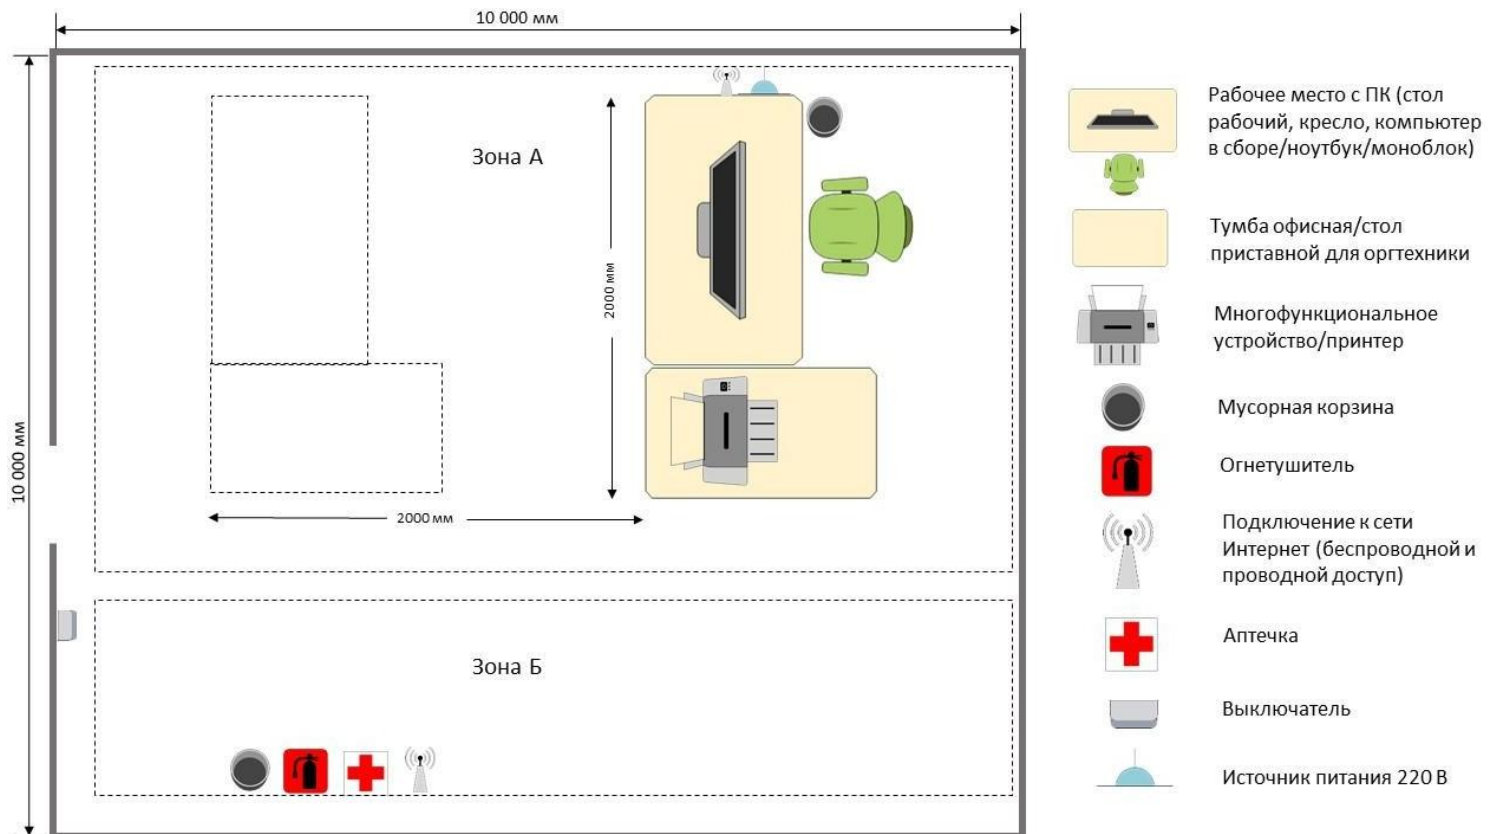 10 000 мм
10 000 мм
Зона А
2000 мм
2000 мм
Зона Б
Рабочее место с ПК (стол
рабочий, кресло, компьютер
в сборе/ноутбук/моноблок)
Тумба офисная/стол
приставной для оргтехники
Многофункциональное
устройство/принтер
Мусорная корзина
Огнетушитель
Подключение к сети
Интернет (беспроводной и
проводной доступ)
Аптечка
Выключатель
Источник питания 220 В